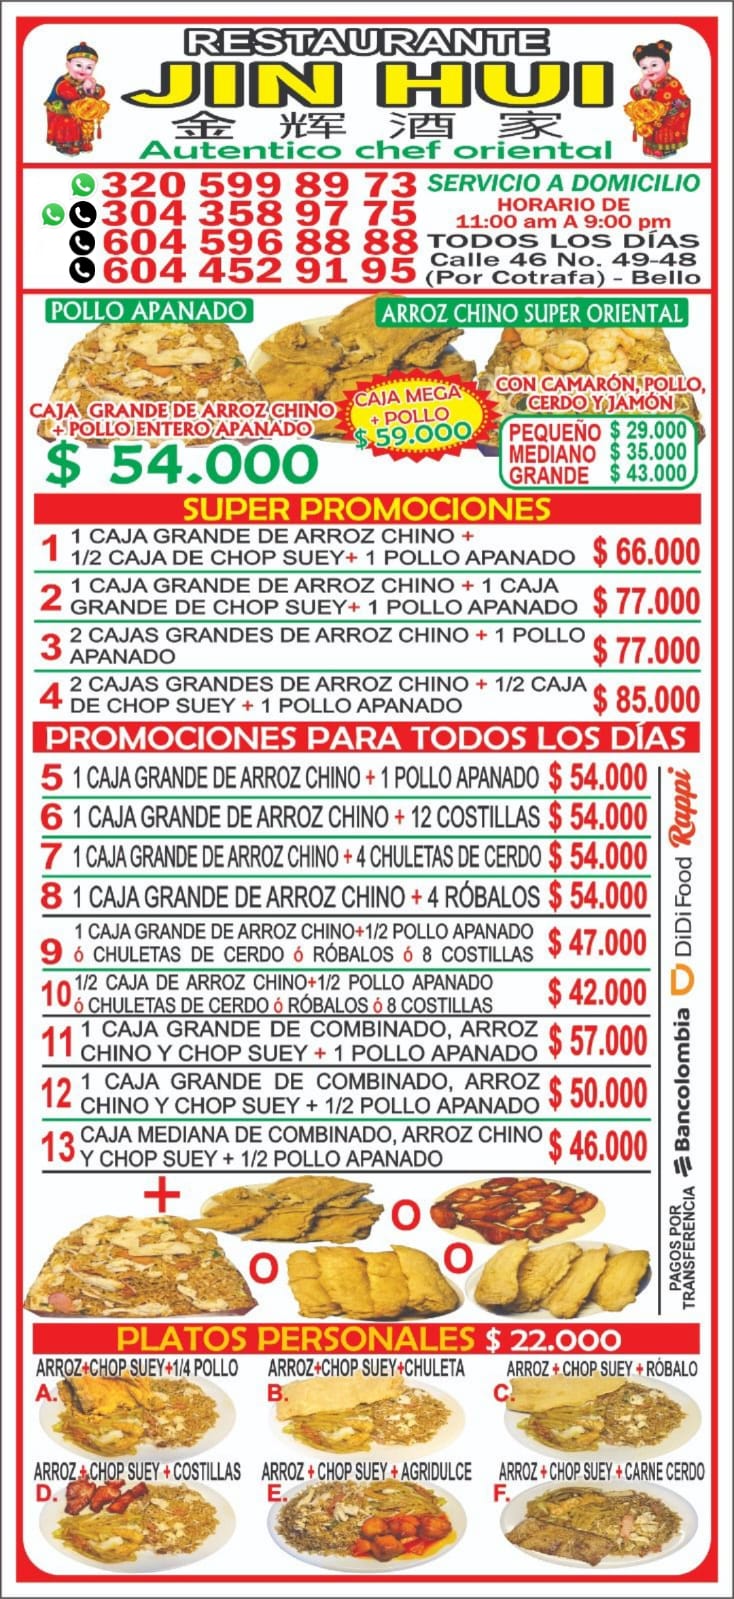 RESTAURANTE
JIN HUI
金 辉 酒 家
Autentico chef oriental
320 599 89 73
304 358 97 75
604 596 88 88
604 452 91 95
SERVICIO A DOMICILIO
HORARIO DE
11:00 am A 9:00 pm
TODOS LOS DÍAS
Calle 46 No. 49-48
(Por Cotrafa) - Bello
POLLO APANADO
CAJA GRANDE DE ARROZ CHINO
+ POLLO ENTERO APANADO
$ 54.000
CAJA MEGA
+ POLLO
$ 59.000
ARROZ CHINO SUPER ORIENTAL
CON CAMARÓN, POLLO,
CERDO Y JAMÓN
PEQUEÑO $ 29.000
MEDIANO $ 35.000
GRANDE $ 43.000
SUPER PROMOCIONES
1 1 CAJA GRANDE DE ARROZ CHINO +
1/2 CAJA DE CHOP SUEY+ 1 POLLO APANADO $ 66.000
2 1 CAJA GRANDE DE ARROZ CHINO + 1 CAJA
GRANDE DE CHOP SUEY+ 1 POLLO APANADO $ 77.000
3 2 CAJAS GRANDES DE ARROZ CHINO + 1 POLLO
APANADO $ 77.000
4 2 CAJAS GRANDES DE ARROZ CHINO + 1/2 CAJA
DE CHOP SUEY + 1 POLLO APANADO $ 85.000
PROMOCIONES PARA TODOS LOS DÍAS
5 1 CAJA GRANDE DE ARROZ CHINO + 1 POLLO APANADO $ 54.000
6 1 CAJA GRANDE DE ARROZ CHINO + 12 COSTILLAS $ 54.000
7 1 CAJA GRANDE DE ARROZ CHINO + 4 CHULETAS DE CERDO $ 54.000
8 1 CAJA GRANDE DE ARROZ CHINO + 4 RÓBALOS $ 54.000
9 1 CAJA GRANDE DE ARROZ CHINO+1/2 POLLO APANADO
ó CHULETAS DE CERDO ó RÓBALOS ó 8 COSTILLAS $ 47.000
10 1/2 CAJA DE ARROZ CHINO+1/2 POLLO APANADO
ó CHULETAS DE CERDO ó RÓBALOS ó 8 COSTILLAS $ 42.000
11 1 CAJA GRANDE DE COMBINADO, ARROZ
CHINO Y CHOP SUEY + 1 POLLO APANADO $ 57.000
12 1 CAJA GRANDE DE COMBINADO, ARROZ
CHINO Y CHOP SUEY + 1/2 POLLO APANADO $ 50.000
13 CAJA MEDIANA DE COMBINADO, ARROZ CHINO
Y CHOP SUEY + 1/2 POLLO APANADO $ 46.000
PAGOS POR
TRANSFERENCIA
Bancolombia
DiDi Food
Rappi
+
O
O
O
PLATOS PERSONALES $ 22.000
ARROZ+CHOP SUEY+1/4 POLLO
A.
ARROZ+CHOP SUEY+CHULETA
B.
ARROZ + CHOP SUEY + RÓBALO
C.
ARROZ + CHOP SUEY + COSTILLAS
D.
ARROZ + CHOP SUEY + AGRIDULCE
E.
ARROZ + CHOP SUEY + CARNE CERDO
F.